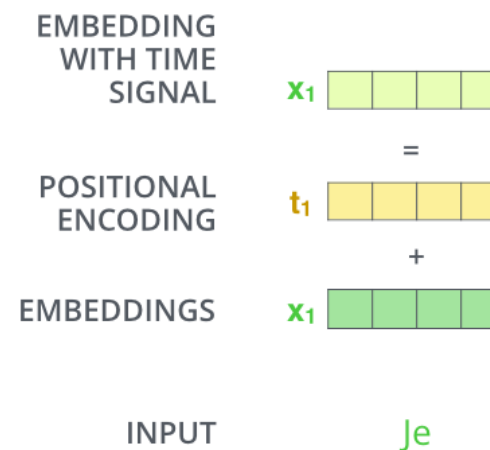 EMBEDDING
WITH TIME
SIGNAL
x₁
=
POSITIONAL
ENCODING
t₁
+
EMBEDDINGS
x₁
INPUT
Je